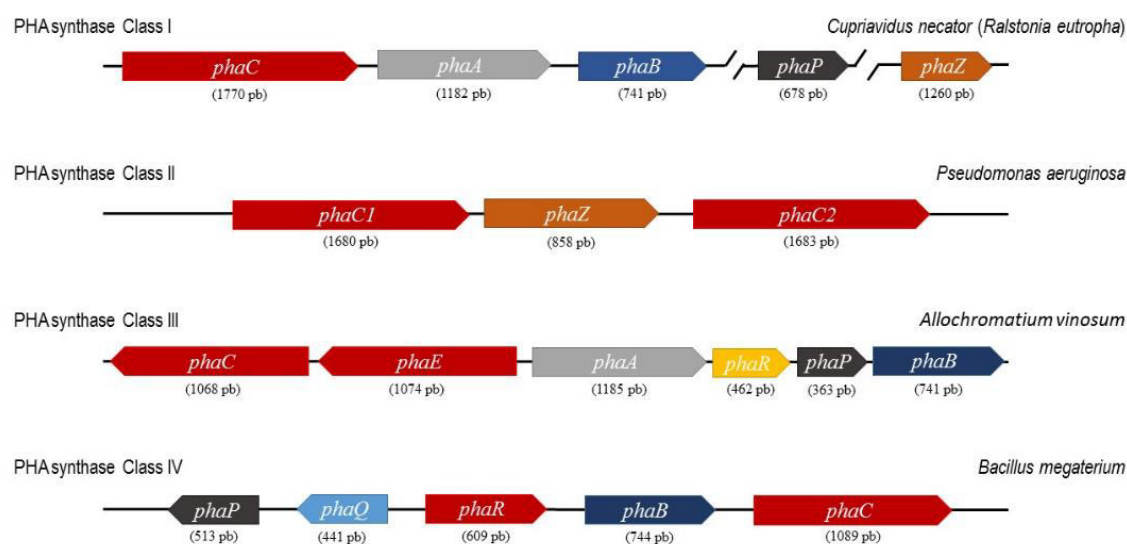 PHA synthase Class I
Cupriavidus necator (Ralstonia eutropha)
phaC phaA phaB phaP phaZ
(1770 pb) (1182 pb) (741 pb) (678 pb) (1260 pb)
PHA synthase Class II
Pseudomonas aeruginosa
phaC1 phaZ phaC2
(1680 pb) (858 pb) (1683 pb)
PHA synthase Class III
Allochromatium vinosum
phaC phaE phaA phaR phaP phaB
(1068 pb) (1074 pb) (1185 pb) (462 pb) (363 pb) (741 pb)
PHA synthase Class IV
Bacillus megaterium
phaP phaQ phaR phaB phaC
(513 pb) (441 pb) (609 pb) (744 pb) (1089 pb)